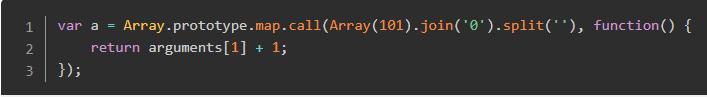 1 var a = Array.prototype.map.call(Array(101).join('0').split(''), function() {
2     return arguments[1] + 1;
3 });